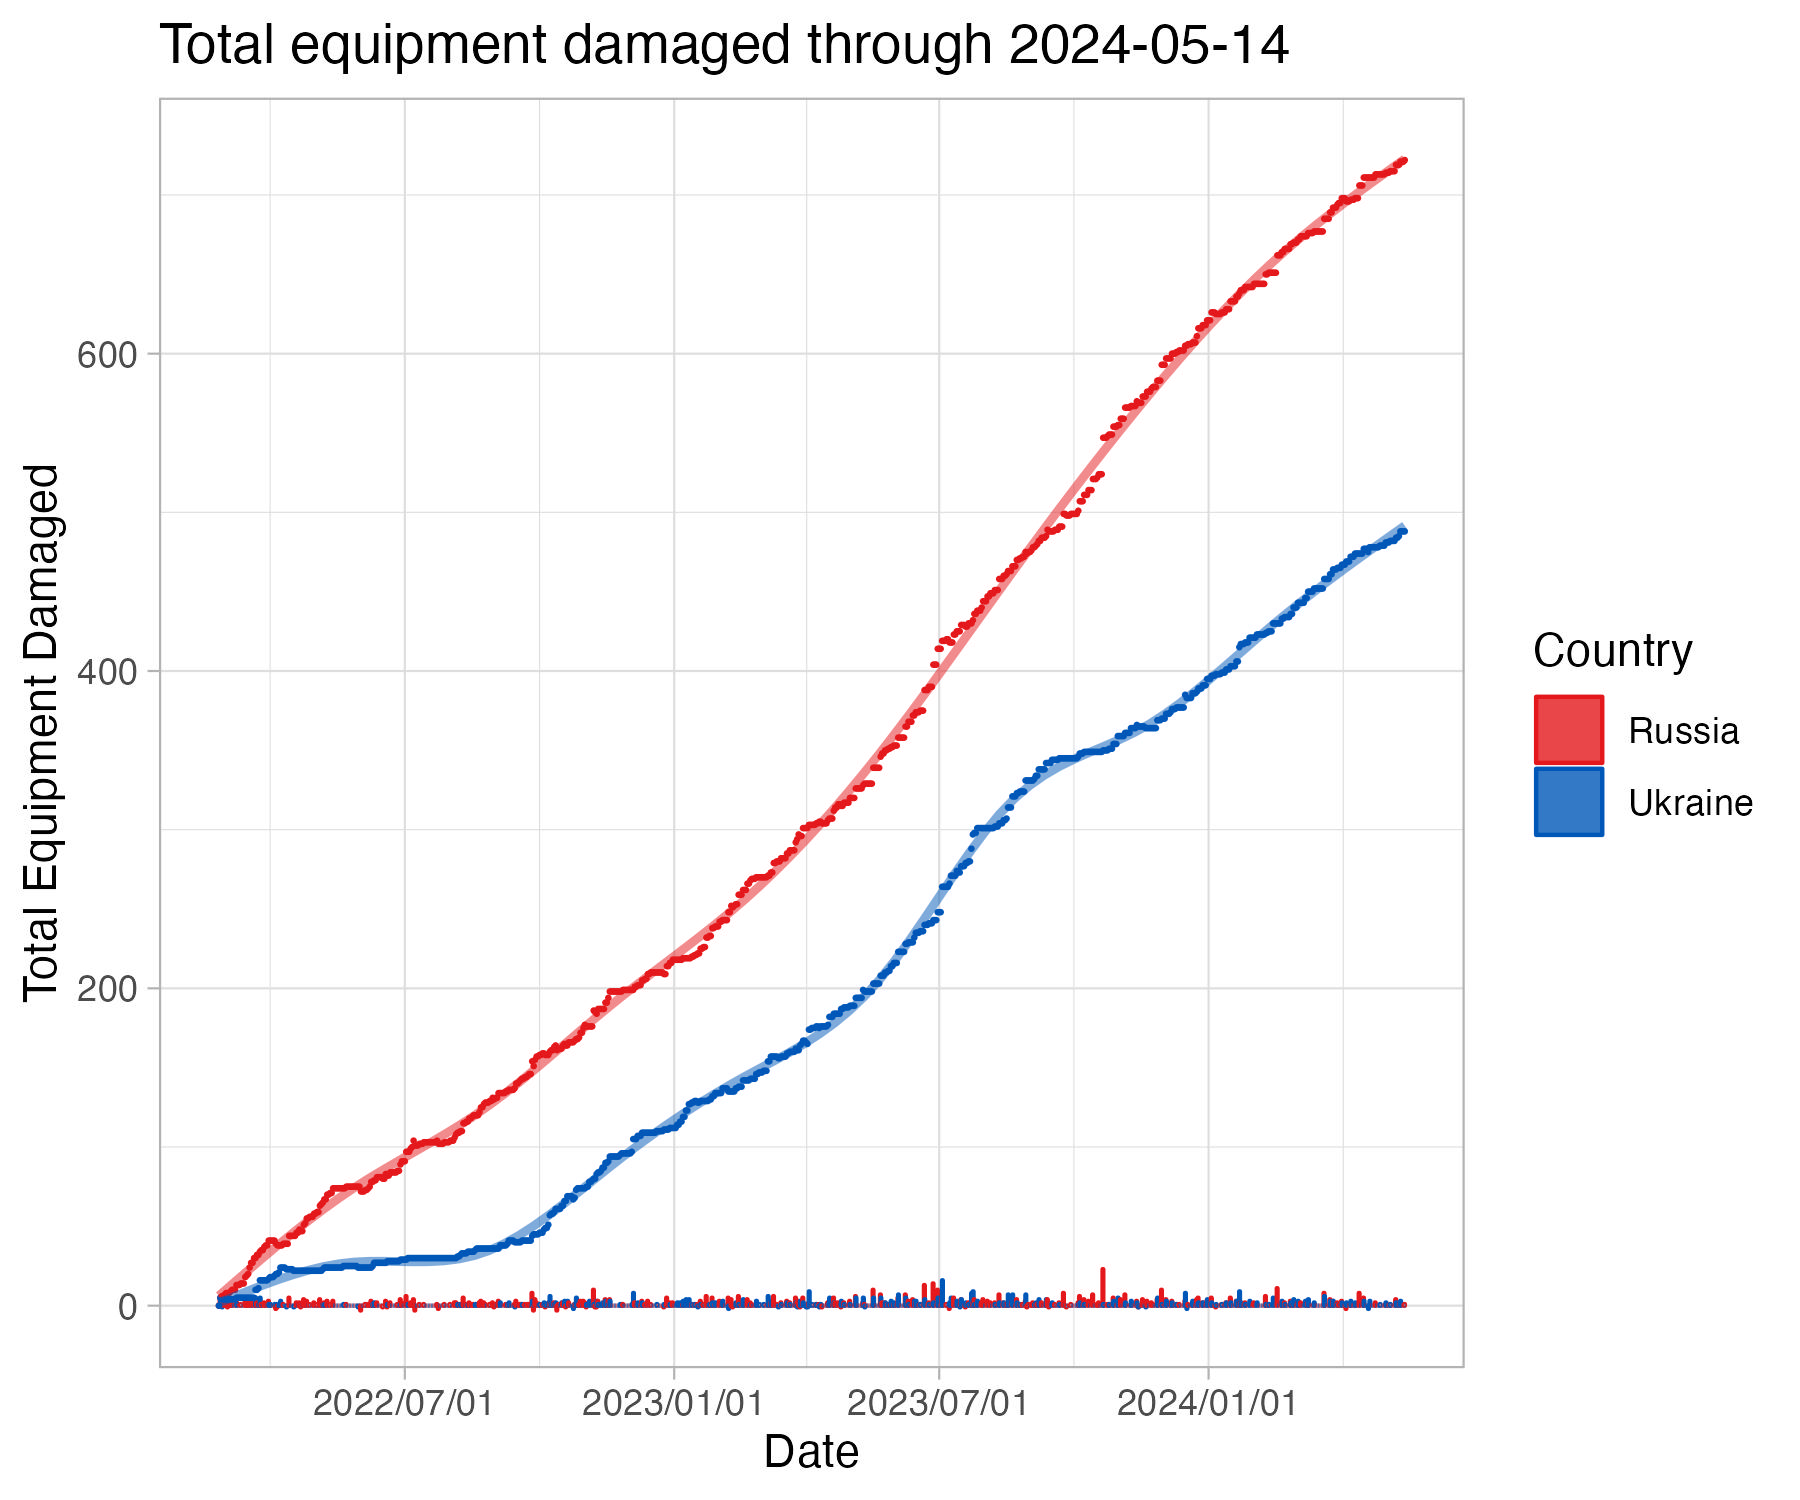 Total equipment damaged through 2024-05-14
Total Equipment Damaged
600
400
200
0
2022/07/01
2023/01/01
2023/07/01
2024/01/01
Date
Country
Russia
Ukraine